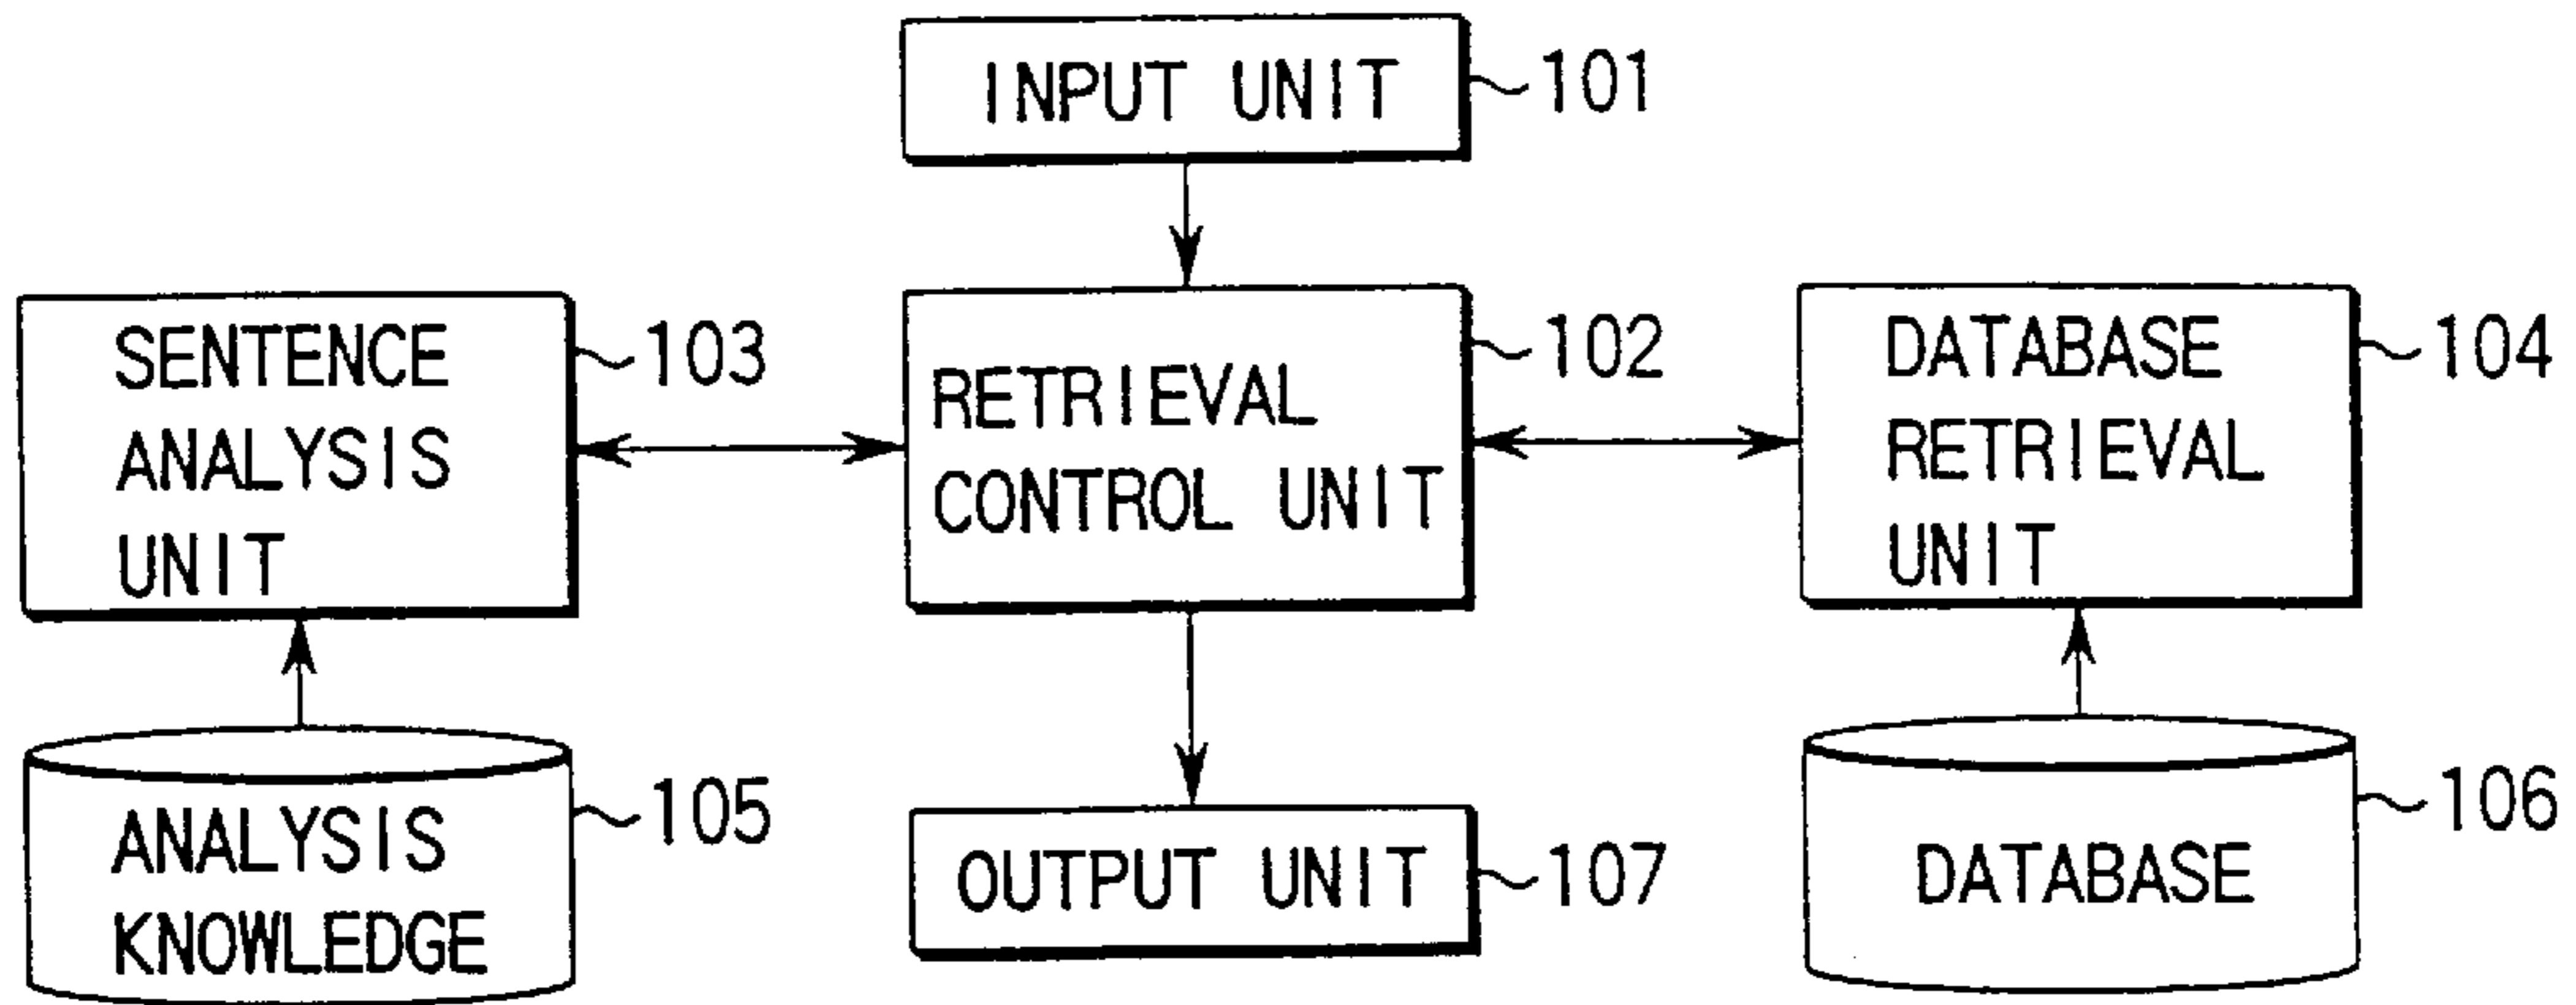 INPUT UNIT
101
SENTENCE
ANALYSIS
UNIT
103
RETRIEVAL
CONTROL UNIT
102
DATABASE
RETRIEVAL
UNIT
104
ANALYSIS
KNOWLEDGE
105
OUTPUT UNIT
107
DATABASE
106